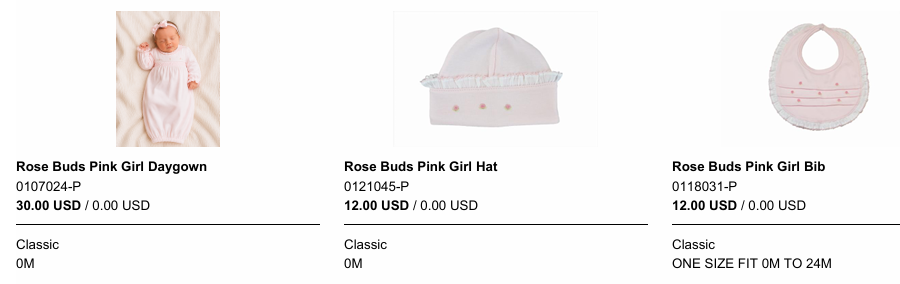 Rose Buds Pink Girl Daygown
0107024-P
30.00 USD / 0.00 USD
Classic
0M
Rose Buds Pink Girl Hat
0121045-P
12.00 USD / 0.00 USD
Classic
0M
Rose Buds Pink Girl Bib
0118031-P
12.00 USD / 0.00 USD
Classic
ONE SIZE FIT 0M TO 24M